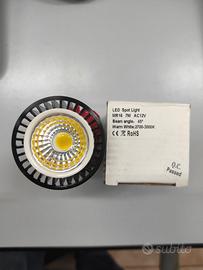 LED Spot Light
MR16 7W AC12V
Beam angle: 45°
Warm White:2700-3000K
CE RoHS
Q.C
Passed
subito